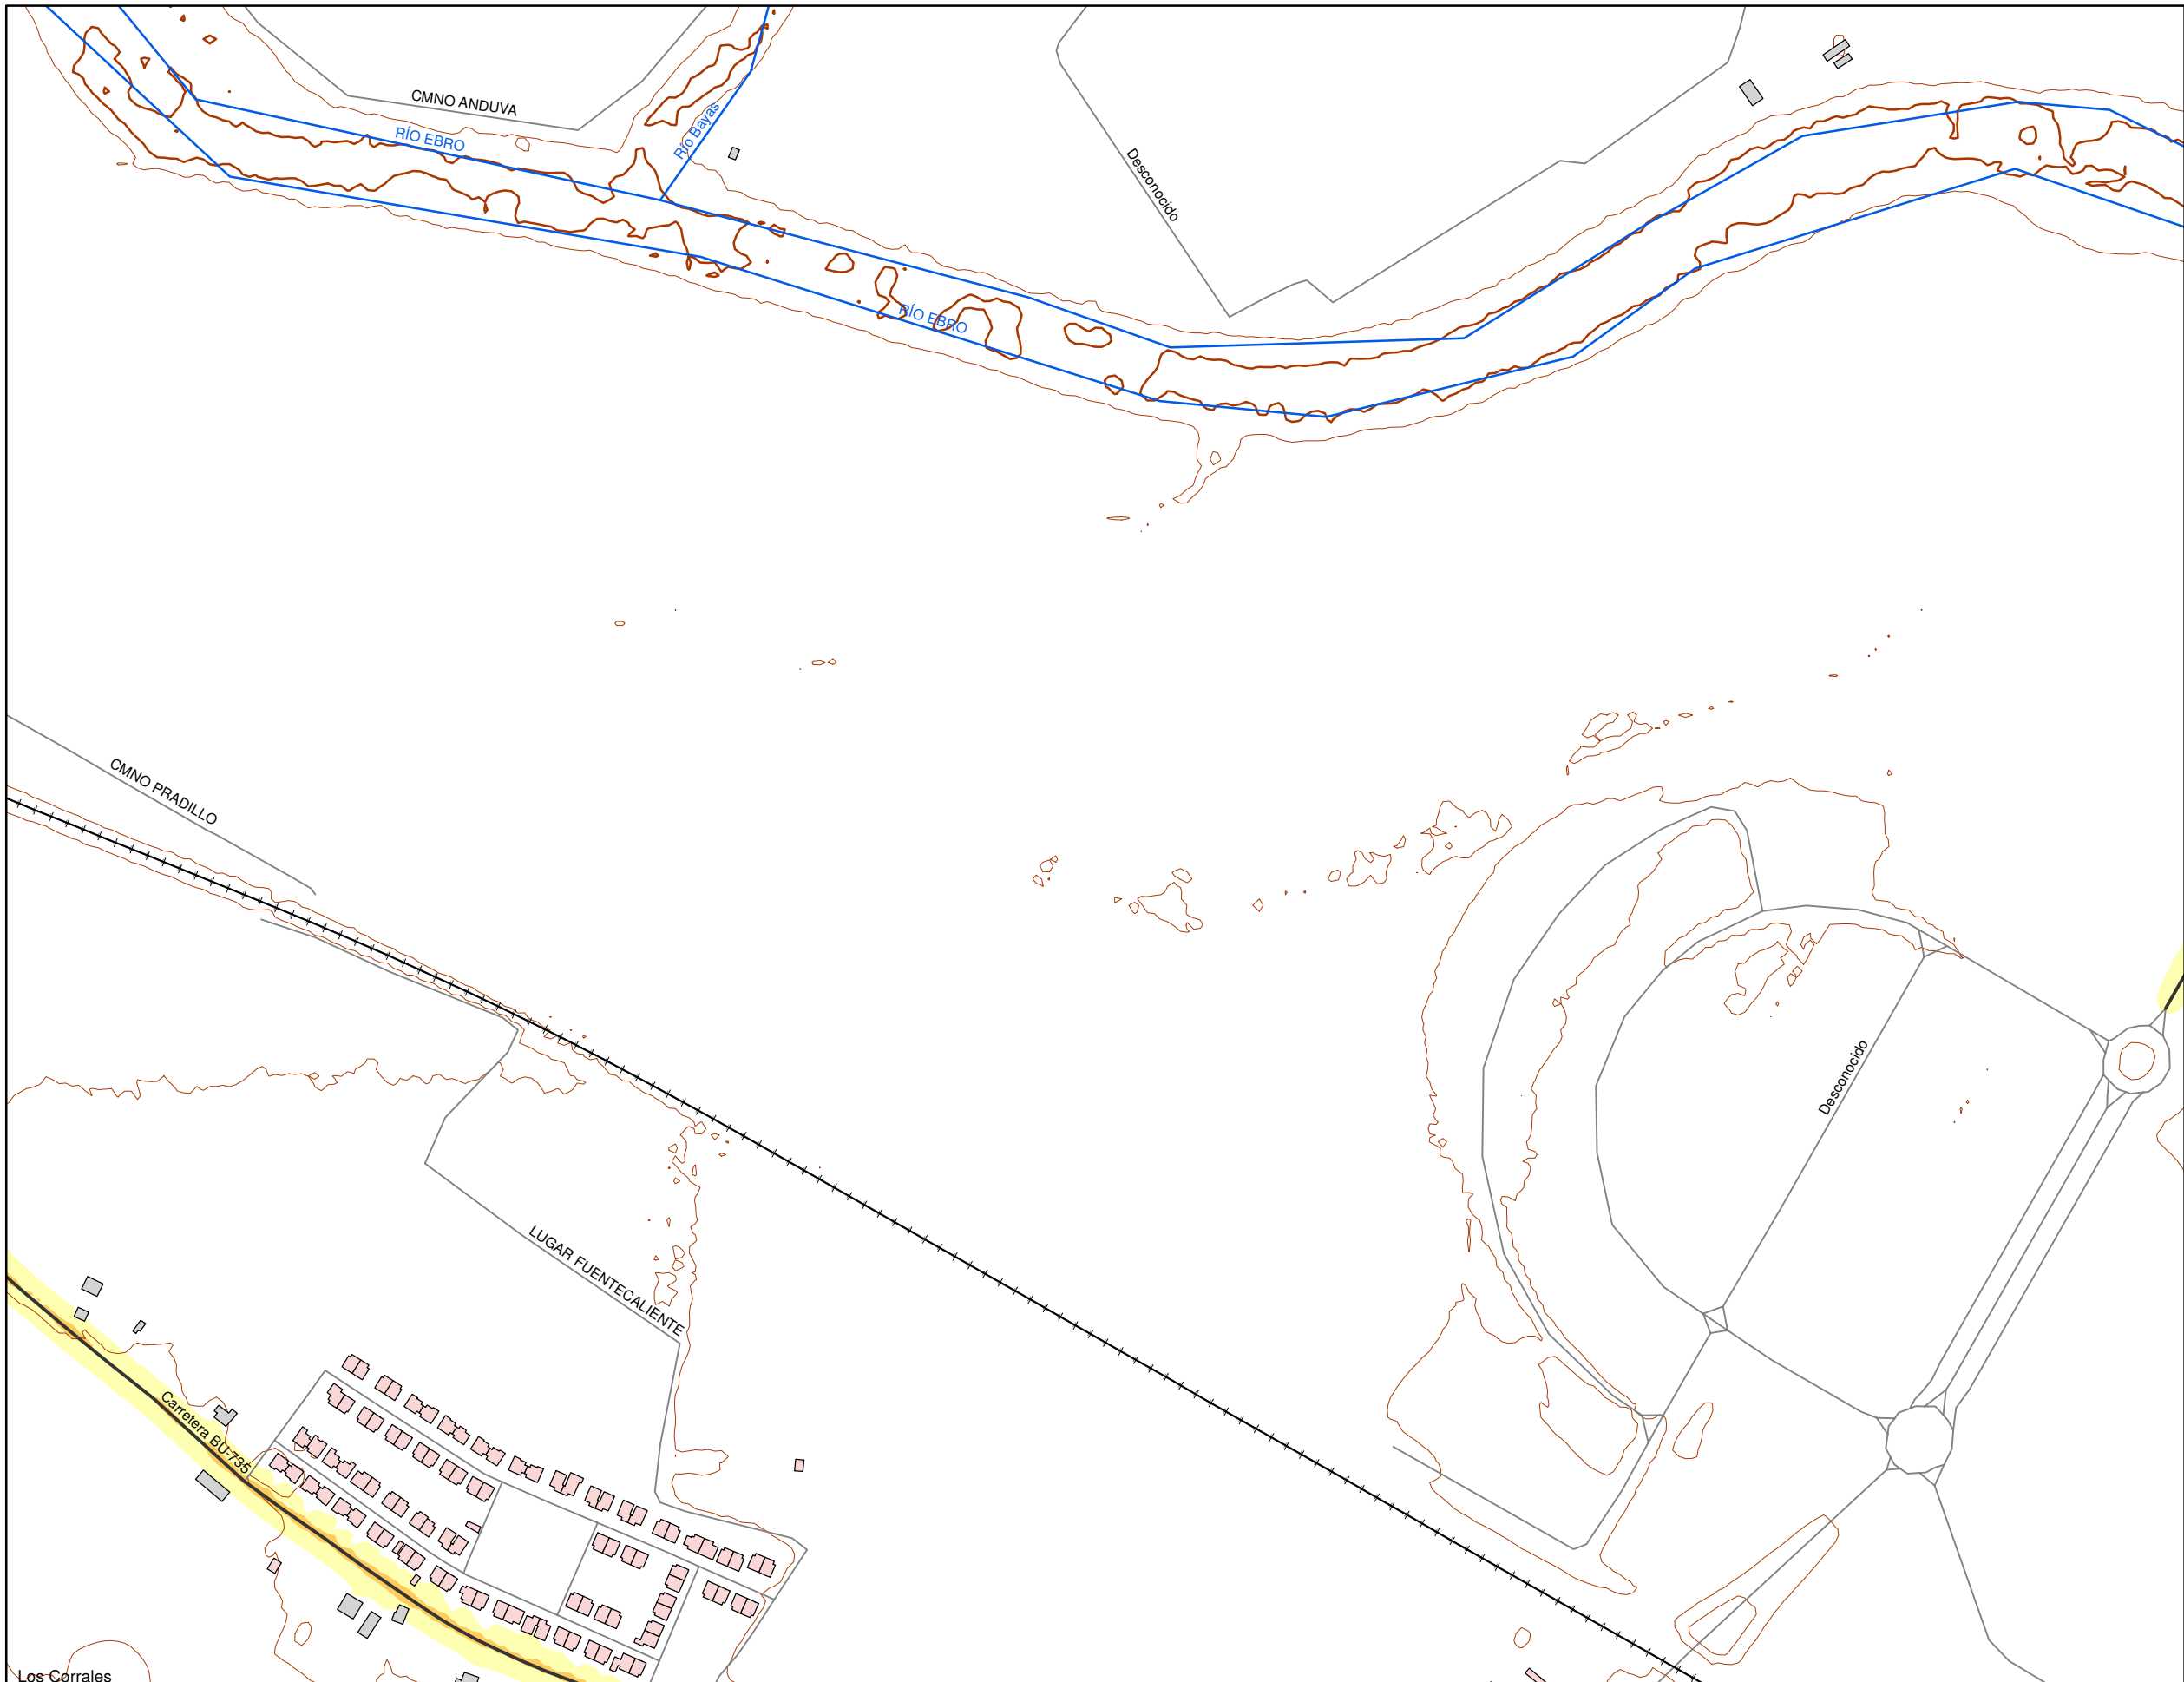 CMNO ANDUVA
RÍO EBRO
Río Bayas
Desconocido
RÍO EBRO
CMNO PRADILLO
Desconocido
LUGAR FUENTECALIENTE
Carretera BU-735
Los Corrales